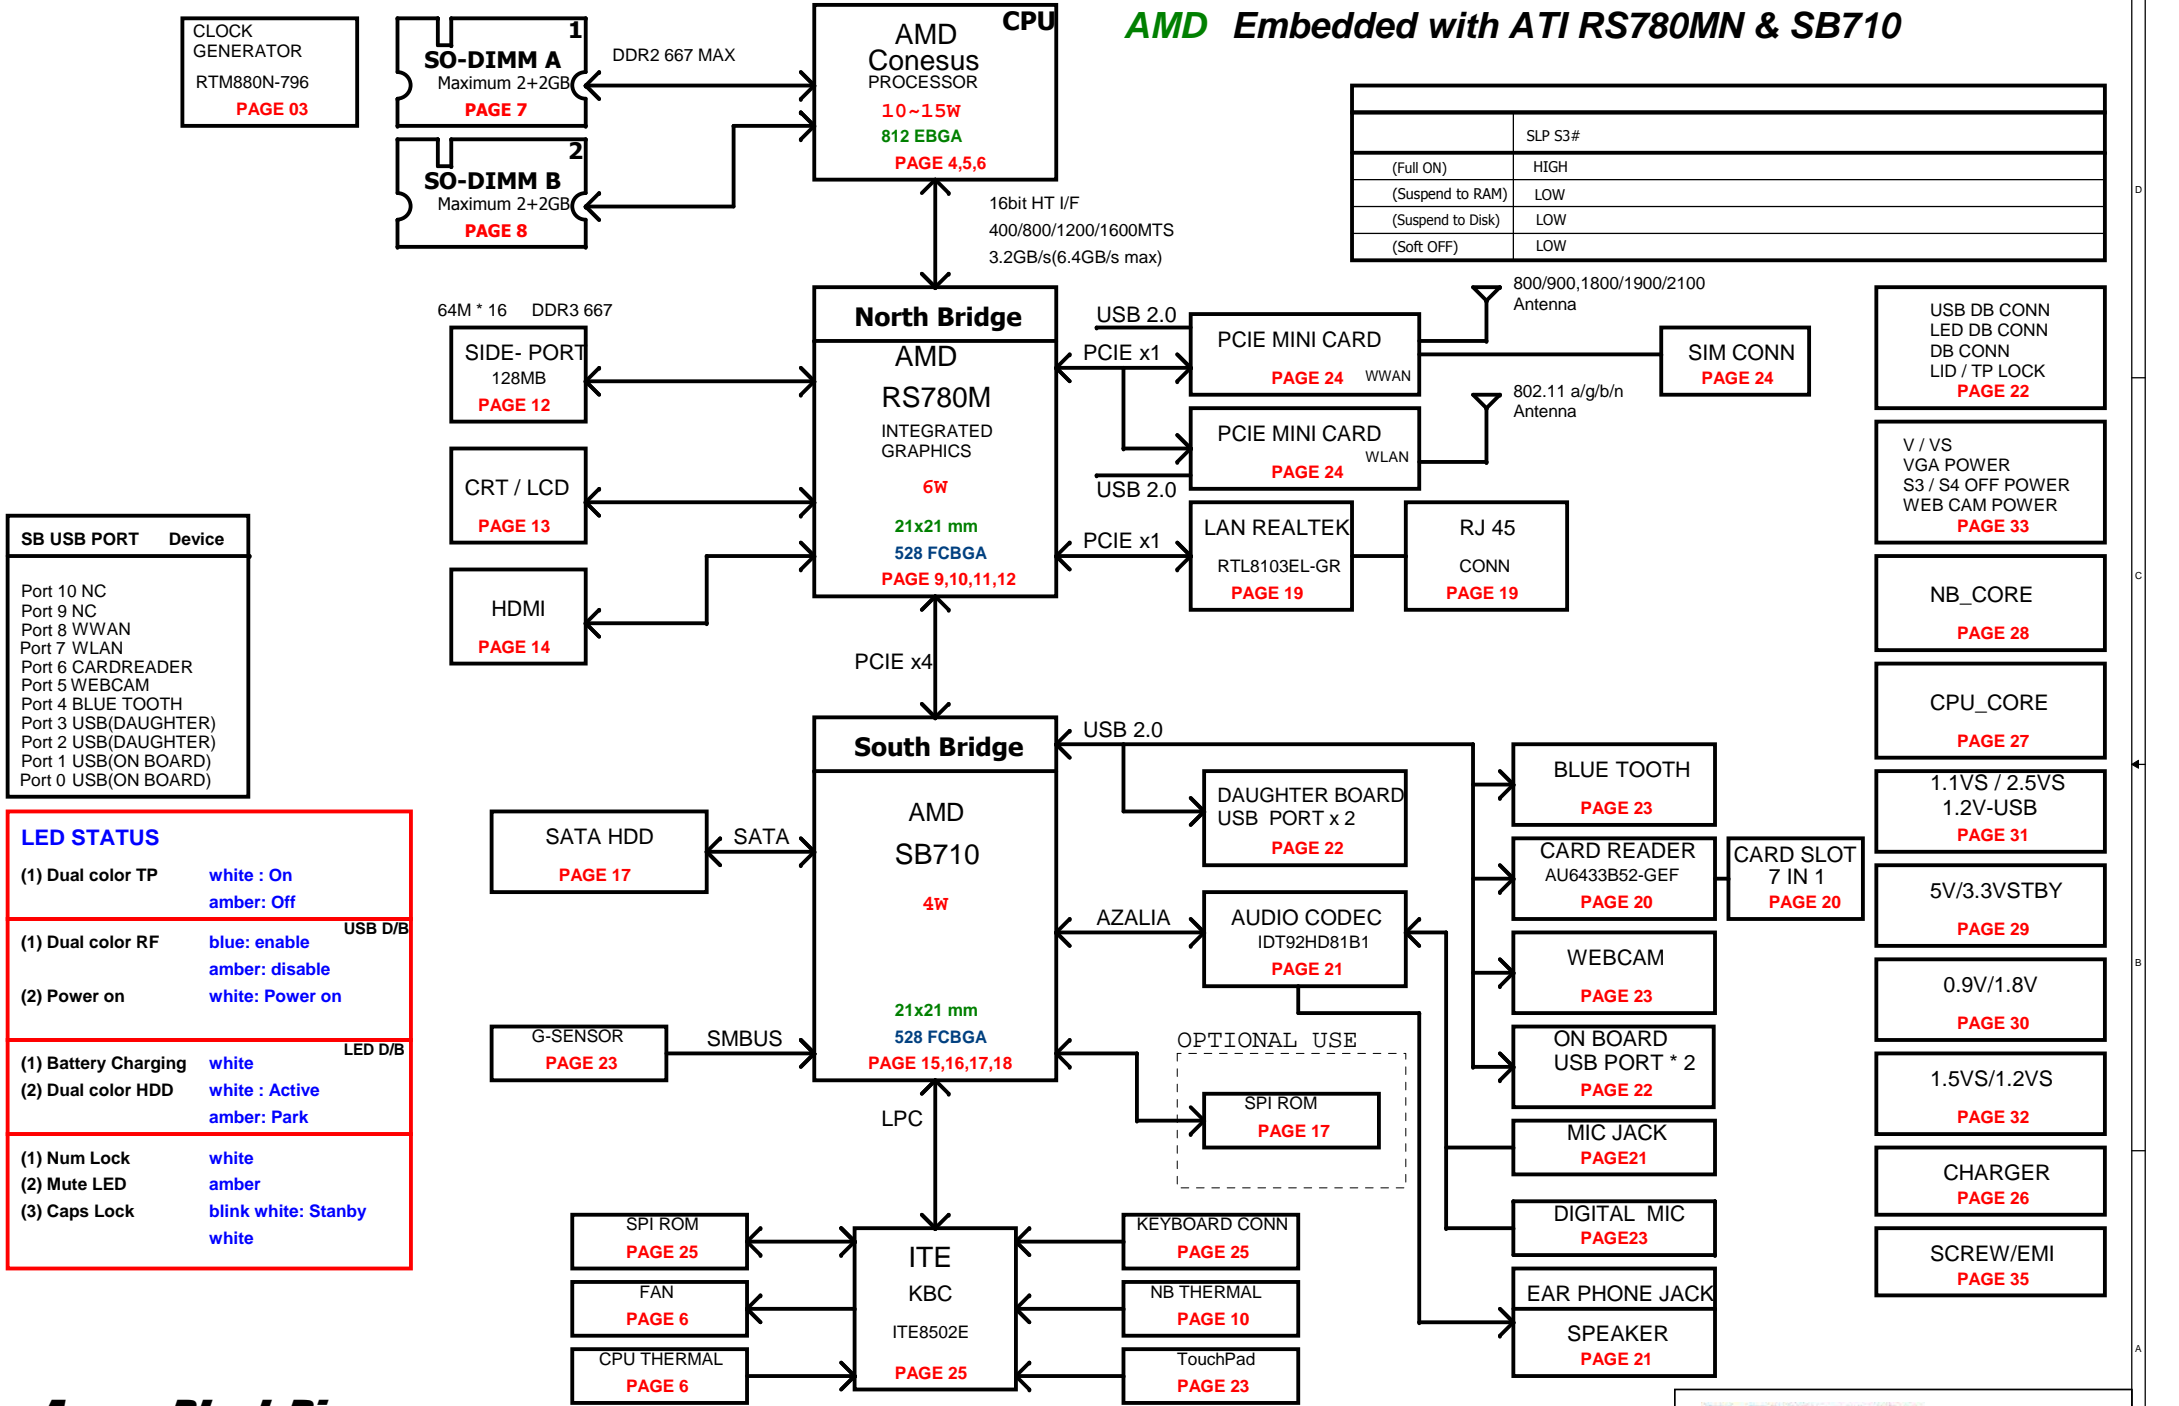 AMD Embedded with ATI RS780MN & SB710
CLOCK
GENERATOR
RTM880N-796
PAGE 03
1
SO-DIMM A
Maximum 2+2GB
PAGE 7
2
SO-DIMM B
Maximum 2+2GB
PAGE 8
DDR2 667 MAX
CPU
AMD
Conesus
PROCESSOR
10~15W
812 EBGA
PAGE 4,5,6
16bit HT I/F
400/800/1200/1600MTS
3.2GB/s(6.4GB/s max)
SLP S3#
(Full ON) HIGH
(Suspend to RAM) LOW
(Suspend to Disk) LOW
(Soft OFF) LOW
64M * 16 DDR3 667
SIDE- PORT
128MB
PAGE 12
CRT / LCD
PAGE 13
HDMI
PAGE 14
North Bridge
AMD
RS780M
INTEGRATED
GRAPHICS
6W
21x21 mm
528 FCBGA
PAGE 9,10,11,12
USB 2.0
PCIE x1
PCIE MINI CARD
PAGE 24 WWAN
800/900,1800/1900/2100
Antenna
SIM CONN
PAGE 24
PCIE MINI CARD
WLAN
PAGE 24
802.11 a/g/b/n
Antenna
USB 2.0
PCIE x1
LAN REALTEK
RTL8103EL-GR
PAGE 19
RJ 45
CONN
PAGE 19
PCIE x4
SB USB PORT Device
Port 10 NC
Port 9 NC
Port 8 WWAN
Port 7 WLAN
Port 6 CARDREADER
Port 5 WEBCAM
Port 4 BLUE TOOTH
Port 3 USB(DAUGHTER)
Port 2 USB(DAUGHTER)
Port 1 USB(ON BOARD)
Port 0 USB(ON BOARD)
LED STATUS
(1) Dual color TP white : On
amber: Off
USB D/B
(1) Dual color RF blue: enable
amber: disable
(2) Power on white: Power on
LED D/B
(1) Battery Charging white
(2) Dual color HDD white : Active
amber: Park
(1) Num Lock white
(2) Mute LED amber
(3) Caps Lock blink white: Stanby
white
South Bridge
AMD
SB710
4W
21x21 mm
528 FCBGA
PAGE 15,16,17,18
SATA HDD
PAGE 17
SATA
G-SENSOR
PAGE 23
SMBUS
USB 2.0
DAUGHTER BOARD
USB PORT x 2
PAGE 22
AZALIA
AUDIO CODEC
IDT92HD81B1
PAGE 21
OPTIONAL USE
SPI ROM
PAGE 17
BLUE TOOTH
PAGE 23
CARD READER
AU6433B52-GEF
PAGE 20
CARD SLOT
7 IN 1
PAGE 20
WEBCAM
PAGE 23
ON BOARD
USB PORT * 2
PAGE 22
MIC JACK
PAGE21
DIGITAL MIC
PAGE23
EAR PHONE JACK
SPEAKER
PAGE 21
LPC
ITE
KBC
ITE8502E
PAGE 25
SPI ROM
PAGE 25
FAN
PAGE 6
CPU THERMAL
PAGE 6
KEYBOARD CONN
PAGE 25
NB THERMAL
PAGE 10
TouchPad
PAGE 23
USB DB CONN
LED DB CONN
DB CONN
LID / TP LOCK
PAGE 22
V / VS
VGA POWER
S3 / S4 OFF POWER
WEB CAM POWER
PAGE 33
NB_CORE
PAGE 28
CPU_CORE
PAGE 27
1.1VS / 2.5VS
1.2V-USB
PAGE 31
5V/3.3VSTBY
PAGE 29
0.9V/1.8V
PAGE 30
1.5VS/1.2VS
PAGE 32
CHARGER
PAGE 26
SCREW/EMI
PAGE 35
D
C
B
A